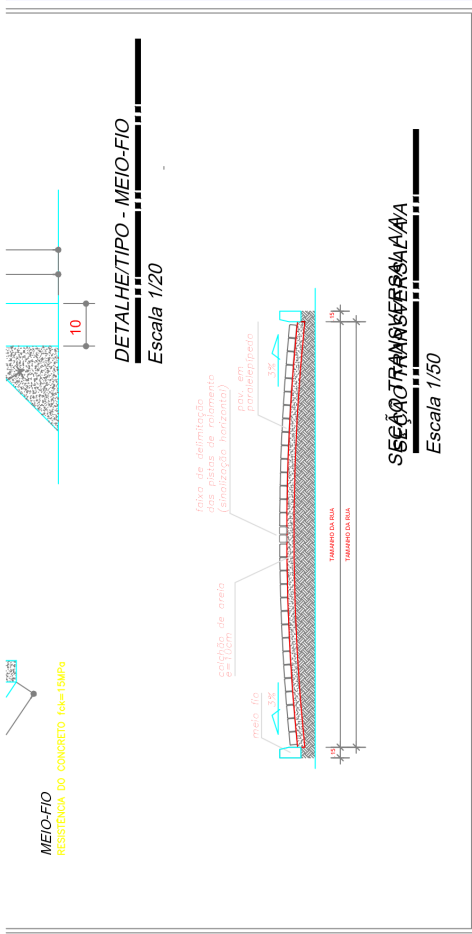 10
DETALHE/TIPO - MEIO-FIO
Escala 1/20
MEIO-FIO
RESISTÊNCIA DO CONCRETO fck=15MPa
meio fio
3%
colchão de areia
e=10cm
faixa de delimitação
das pistas de rolamento
(sinalização horizontal)
pav. em
paralelepípedo
3%
15
TAMANHO DA RUA
15
TAMANHO DA RUA
SEÇÃO TRANSVERSAL A/A
SEÇÃO TRANSVERSAL A/A
Escala 1/50